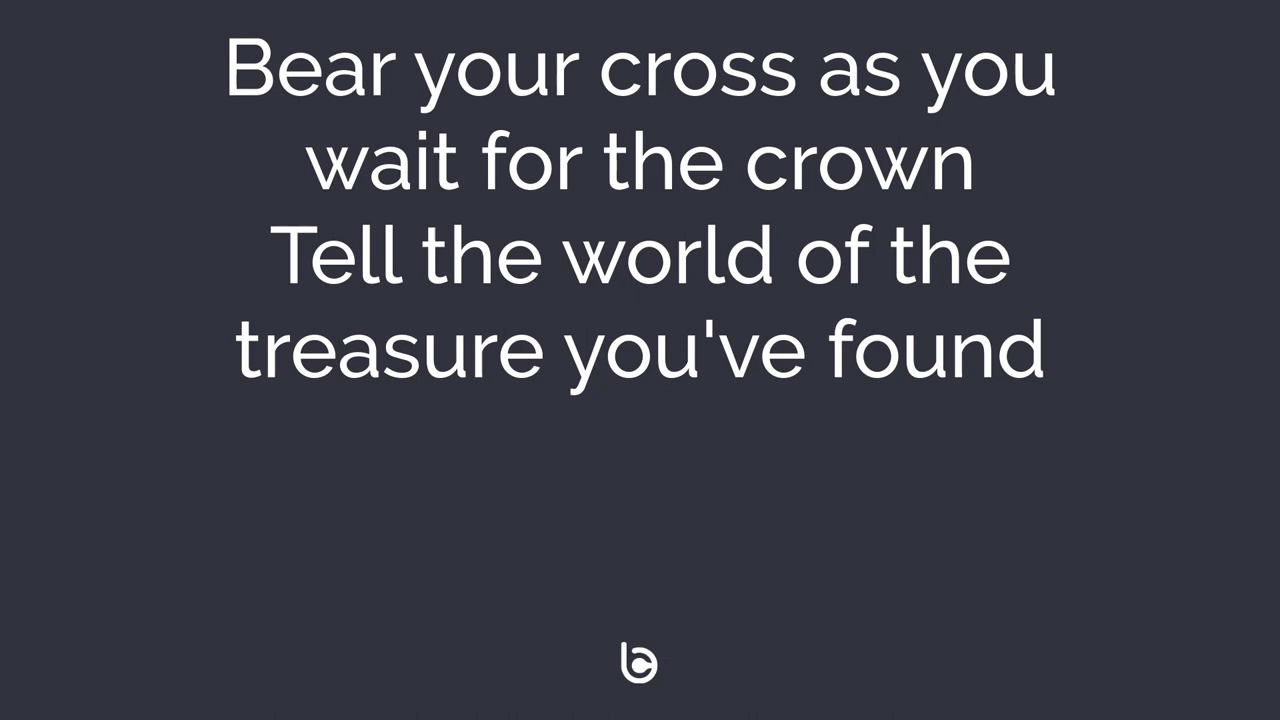 Bear your cross as you
wait for the crown
Tell the world of the
treasure you've found